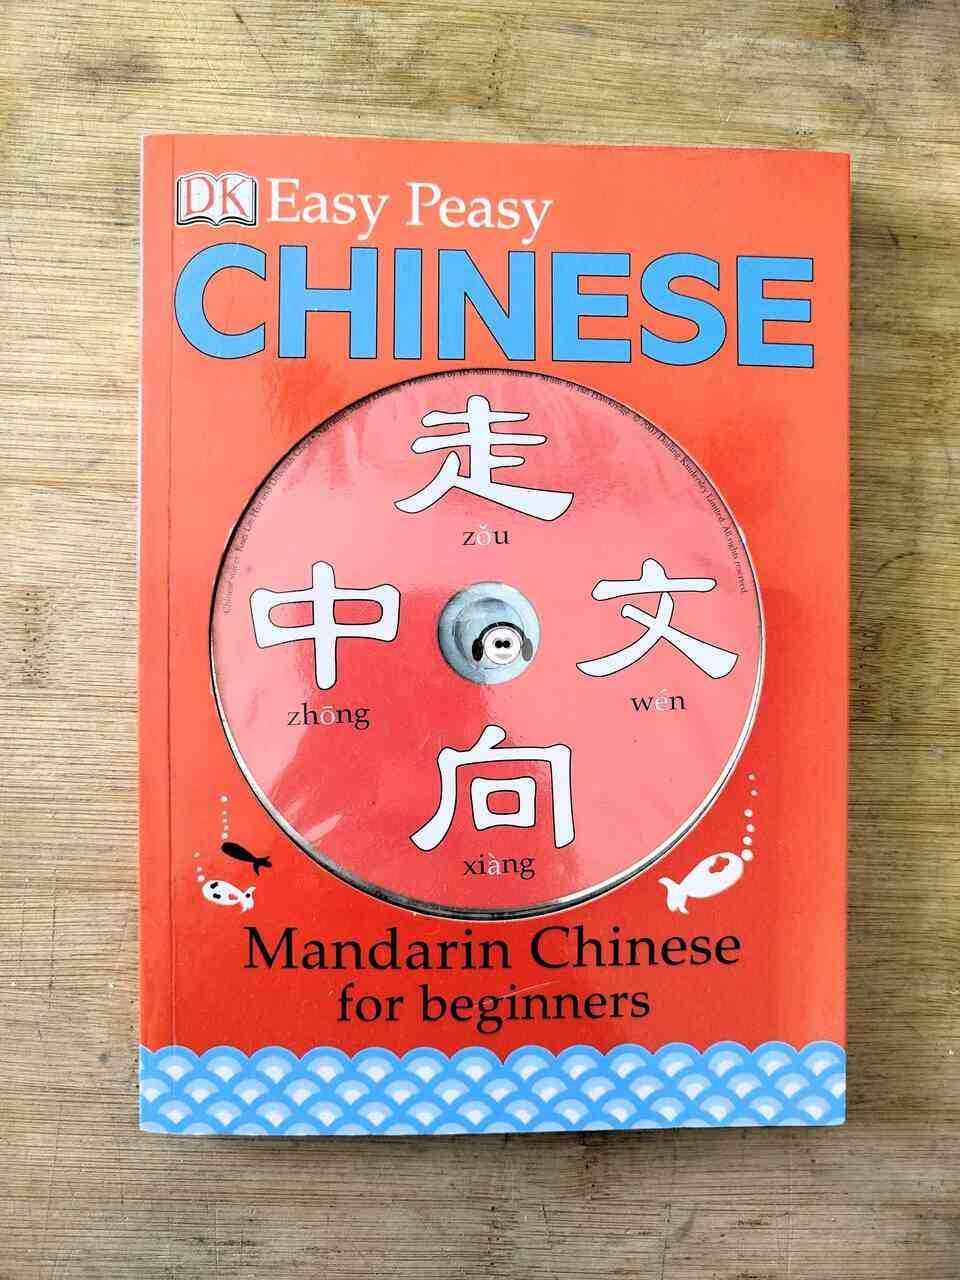 DK Easy Peasy
CHINESE
走
zǒu
中
zhōng
文
wén
向
xiàng
Mandarin Chinese
for beginners